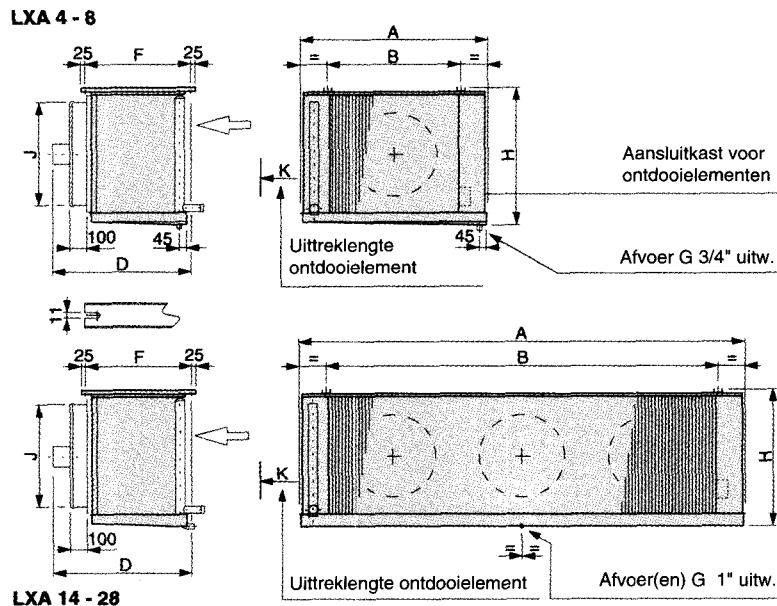 LXA 4 - 8
25 F 25
A
= B =
J
H
K
Aansluitkast voor
ontdooielementen
100
45
D
Uittreklengte
ontdooielement
45
Afvoer G 3/4" uitw.
11
A
25 F 25
= B =
J
H
K
100
D
= =
Uittreklengte ontdooielement
Afvoer(en) G 1" uitw.
LXA 14 - 28